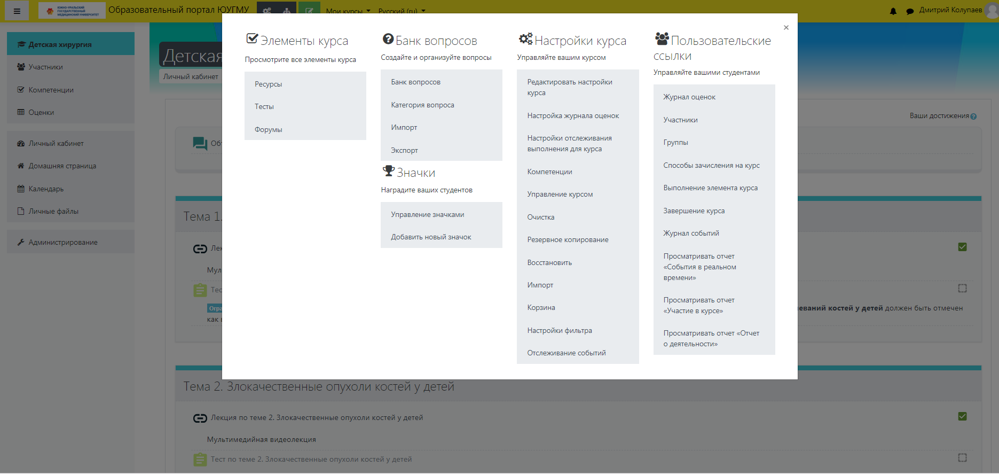 ЮЖНО-УРАЛЬСКИЙ
ГОСУДАРСТВЕННЫЙ
МЕДИЦИНСКИЙ УНИВЕРСИТЕТ
Образовательный портал ЮУГМУ
Мои курсы
Русский (ru)
Дмитрий Колупаев
Детская хирургия
Участники
Компетенции
Оценки
Личный кабинет
Домашняя страница
Календарь
Личные файлы
Администрирование
Детская
Личный кабинет
Ваши достижения
Элементы курса
Просмотрите все элементы курса
Ресурсы
Тесты
Форумы
Банк вопросов
Создайте и организуйте вопросы
Банк вопросов
Категория вопроса
Импорт
Экспорт
Значки
Наградите ваших студентов
Управление значками
Добавить новый значок
Настройки курса
Управляйте вашим курсом
Редактировать настройки
курса
Настройка журнала оценок
Настройки отслеживания
выполнения для курса
Компетенции
Управление курсом
Очистка
Резервное копирование
Восстановить
Импорт
Корзина
Настройки фильтра
Отслеживание событий
Пользовательские
ссылки
Управляйте вашими студентами
Журнал оценок
Участники
Группы
Способы зачисления на курс
Выполнение элемента курса
Завершение курса
Журнал событий
Просматривать отчет
«События в реальном
времени»
Просматривать отчет
«Участие в курсе»
Просматривать отчет «Отчет
о деятельности»
Тема 1.
костей у детей должен быть отмечен
как
Тема 2. Злокачественные опухоли костей у детей
Лекция по теме 2. Злокачественные опухоли костей у детей
Мультимедийная видеолекция
Тест по теме 2. Злокачественные опухоли костей у детей